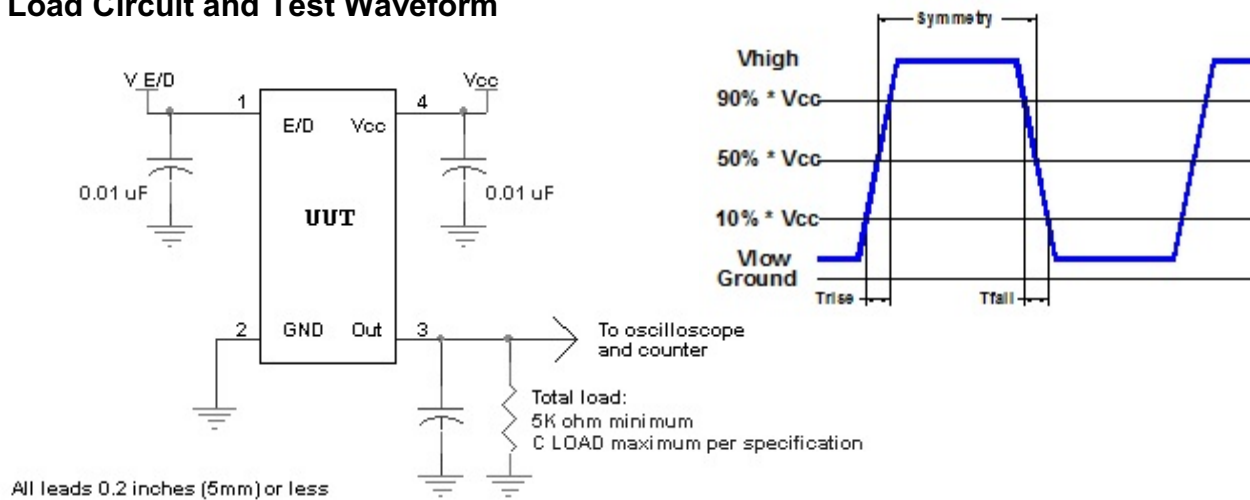 Load Circuit and Test Waveform
V E/D
Vcc
1
4
E/D
Vcc
0.01 uF
0.01 uF
UUT
2
GND
Out
3
To oscilloscope
and counter
Total load:
5K ohm minimum
C LOAD maximum per specification
All leads 0.2 inches (5mm) or less
Symmetry
Vhigh
90% * Vcc
50% * Vcc
10% * Vcc
Vlow
Ground
Trise
Tfall